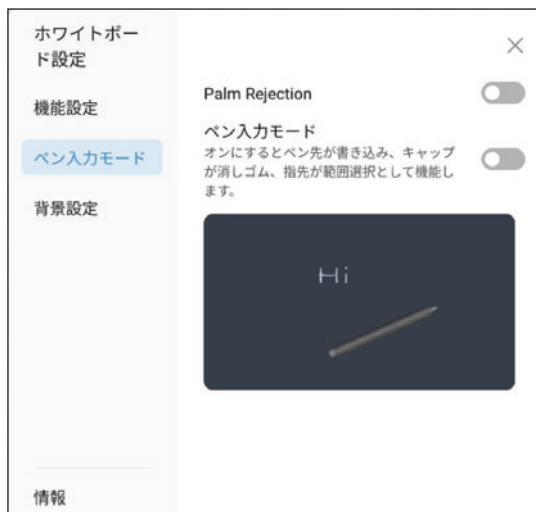 ホワイトボー
ド設定
機能設定
ペン入力モード
背景設定
情報
Palm Rejection
ペン入力モード
オンにするとペン先が書き込み、キャップ
が消しゴム、指先が範囲選択として機能し
ます。
Hi